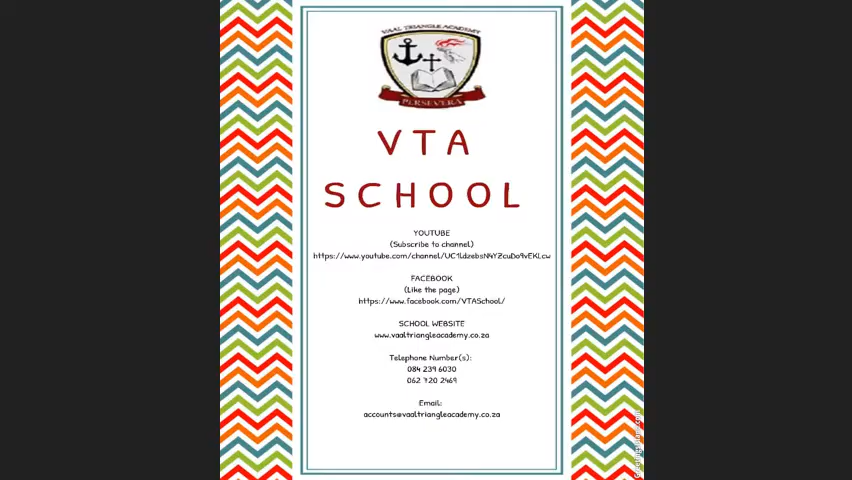 VAAL TRIANGLE ACADEMY
PERSEVERA
VTA
SCHOOL
YOUTUBE
(Subscribe to channel)
https://www.youtube.com/channel/UC1ldzebsN4YZcuDo9vEKLcw
FACEBOOK
(Like the page)
https://www.facebook.com/VTASchool/
SCHOOL WEBSITE
www.vaaltriangleacademy.co.za
Telephone Number(s):
084 239 6030
062 720 2469
Email:
accounts@vaaltriangleacademy.co.za